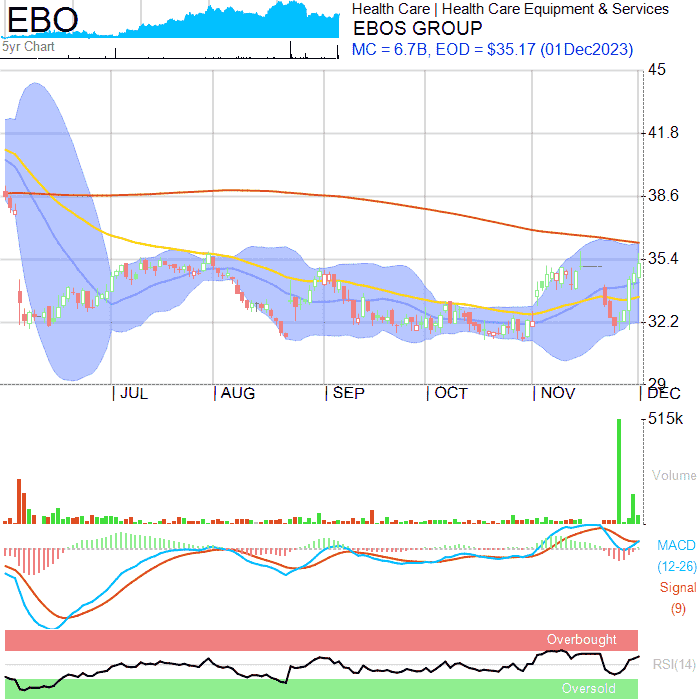 EBO
Health Care | Health Care Equipment & Services
EBOS GROUP
5yr Chart
MC = 6.7B, EOD = $35.17 (01Dec2023)
45
41.8
38.6
35.4
32.2
29
JUL
AUG
SEP
OCT
NOV
DEC
515k
Volume
MACD
(12-26)
Signal
(9)
Overbought
RSI(14)
Oversold